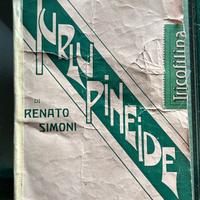 TURLUPINEIDE
DI
RENATO
SIMONI
Tricofilina